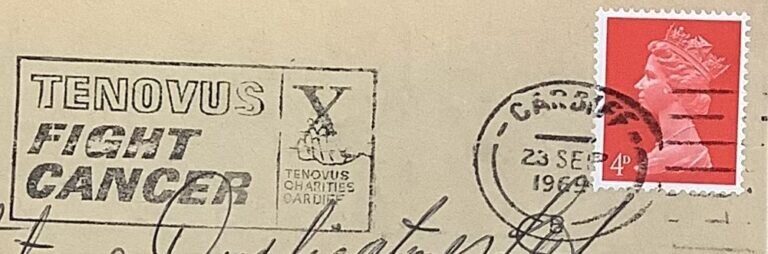 TENOVUS
FIGHT
CANCER
TENOVUS
CHARITIES
CARDIFF
CARDIFF
23 SEP
1969
8
4D